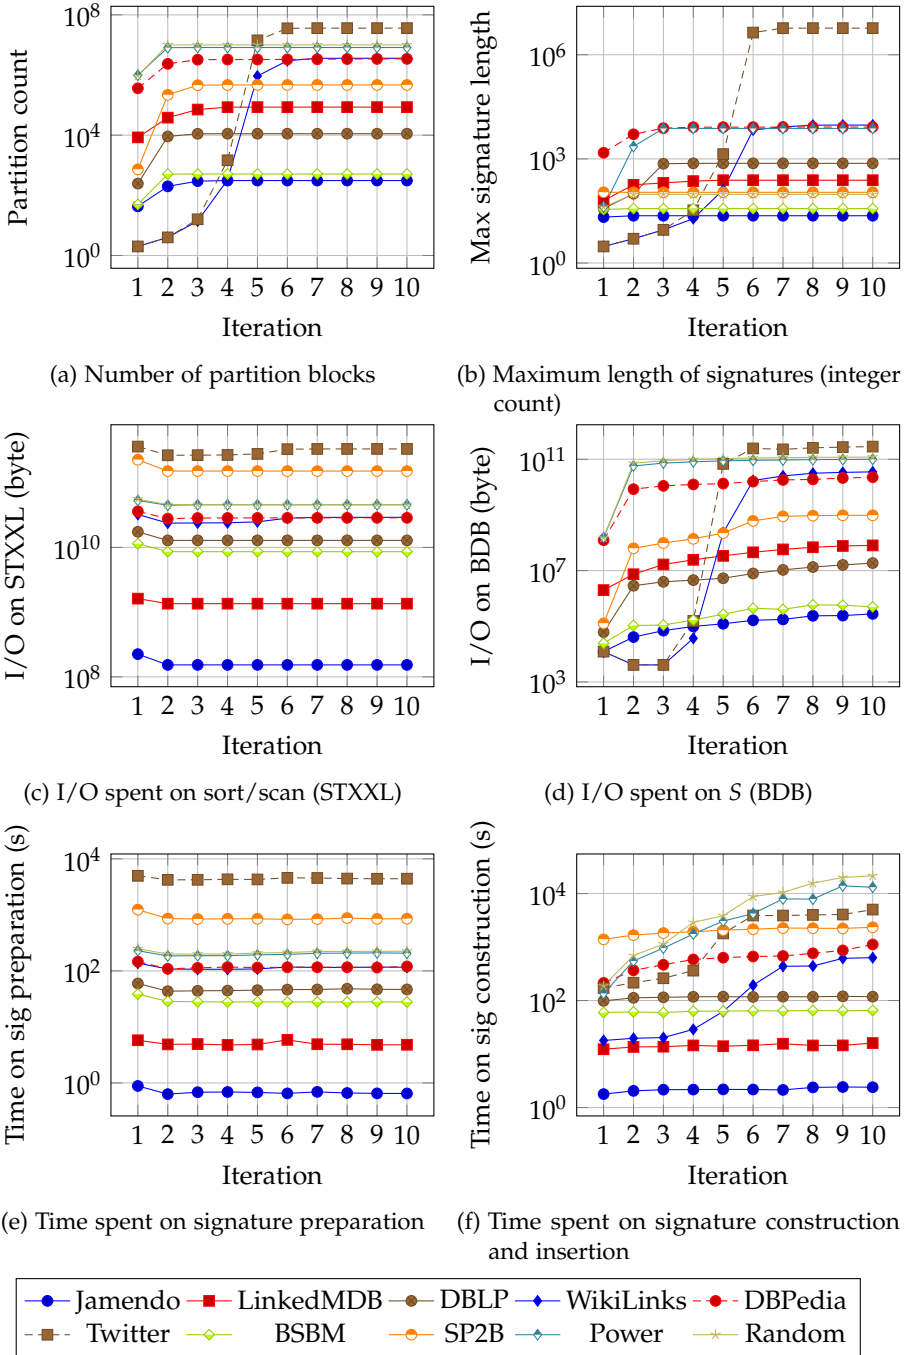 10^8
10^4
10^0
Partition count
1 2 3 4 5 6 7 8 9 10
Iteration
(a) Number of partition blocks
10^6
10^3
10^0
Max signature length
1 2 3 4 5 6 7 8 9 10
Iteration
(b) Maximum length of signatures (integer
count)
10^10
10^8
I/O on STXXL (byte)
1 2 3 4 5 6 7 8 9 10
Iteration
(c) I/O spent on sort/scan (STXXL)
10^11
10^7
10^3
I/O on BDB (byte)
1 2 3 4 5 6 7 8 9 10
Iteration
(d) I/O spent on S (BDB)
10^4
10^2
10^0
Time on sig preparation (s)
1 2 3 4 5 6 7 8 9 10
Iteration
(e) Time spent on signature preparation
10^4
10^2
10^0
Time on sig construction (s)
1 2 3 4 5 6 7 8 9 10
Iteration
(f) Time spent on signature construction
and insertion
Jamendo LinkedMDB DBLP WikiLinks DBPedia
Twitter BSBM SP2B Power Random